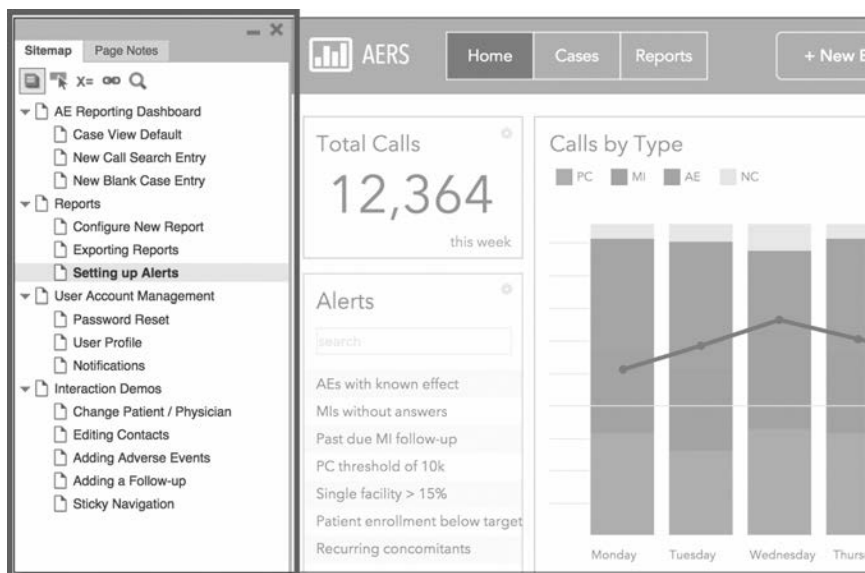 Sitemap
Page Notes
X=
AE Reporting Dashboard
Case View Default
New Call Search Entry
New Blank Case Entry
Reports
Configure New Report
Exporting Reports
Setting up Alerts
User Account Management
Password Reset
User Profile
Notifications
Interaction Demos
Change Patient / Physician
Editing Contacts
Adding Adverse Events
Adding a Follow-up
Sticky Navigation
AERS
Home
Cases
Reports
+ New
Total Calls
12,364
this week
Alerts
search
AEs with known effect
MIs without answers
Past due MI follow-up
PC threshold of 10k
Single facility > 15%
Patient enrollment below target
Recurring concomitants
Calls by Type
PC
MI
AE
NC
Monday
Tuesday
Wednesday
Thurs